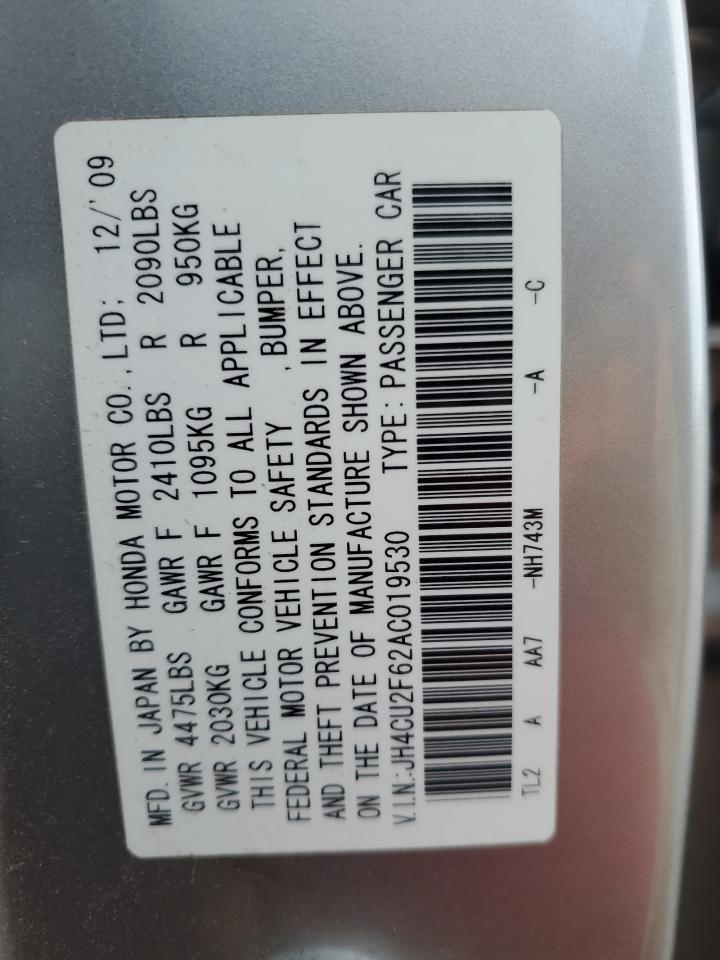 MFD. IN JAPAN BY HONDA MOTOR CO., LTD; 12/'09
GVWR 4475LBS GAWR F 2410LBS R 2090LBS
GVWR 2030KG GAWR F 1095KG R 950KG
THIS VEHICLE CONFORMS TO ALL APPLICABLE
FEDERAL MOTOR VEHICLE SAFETY , BUMPER,
AND THEFT PREVENTION STANDARDS IN EFFECT
ON THE DATE OF MANUFACTURE SHOWN ABOVE.
V.I.N.:JH4CU2F62AC019530 TYPE:PASSENGER CAR
TL2 A AA7 -NH743M -A -C